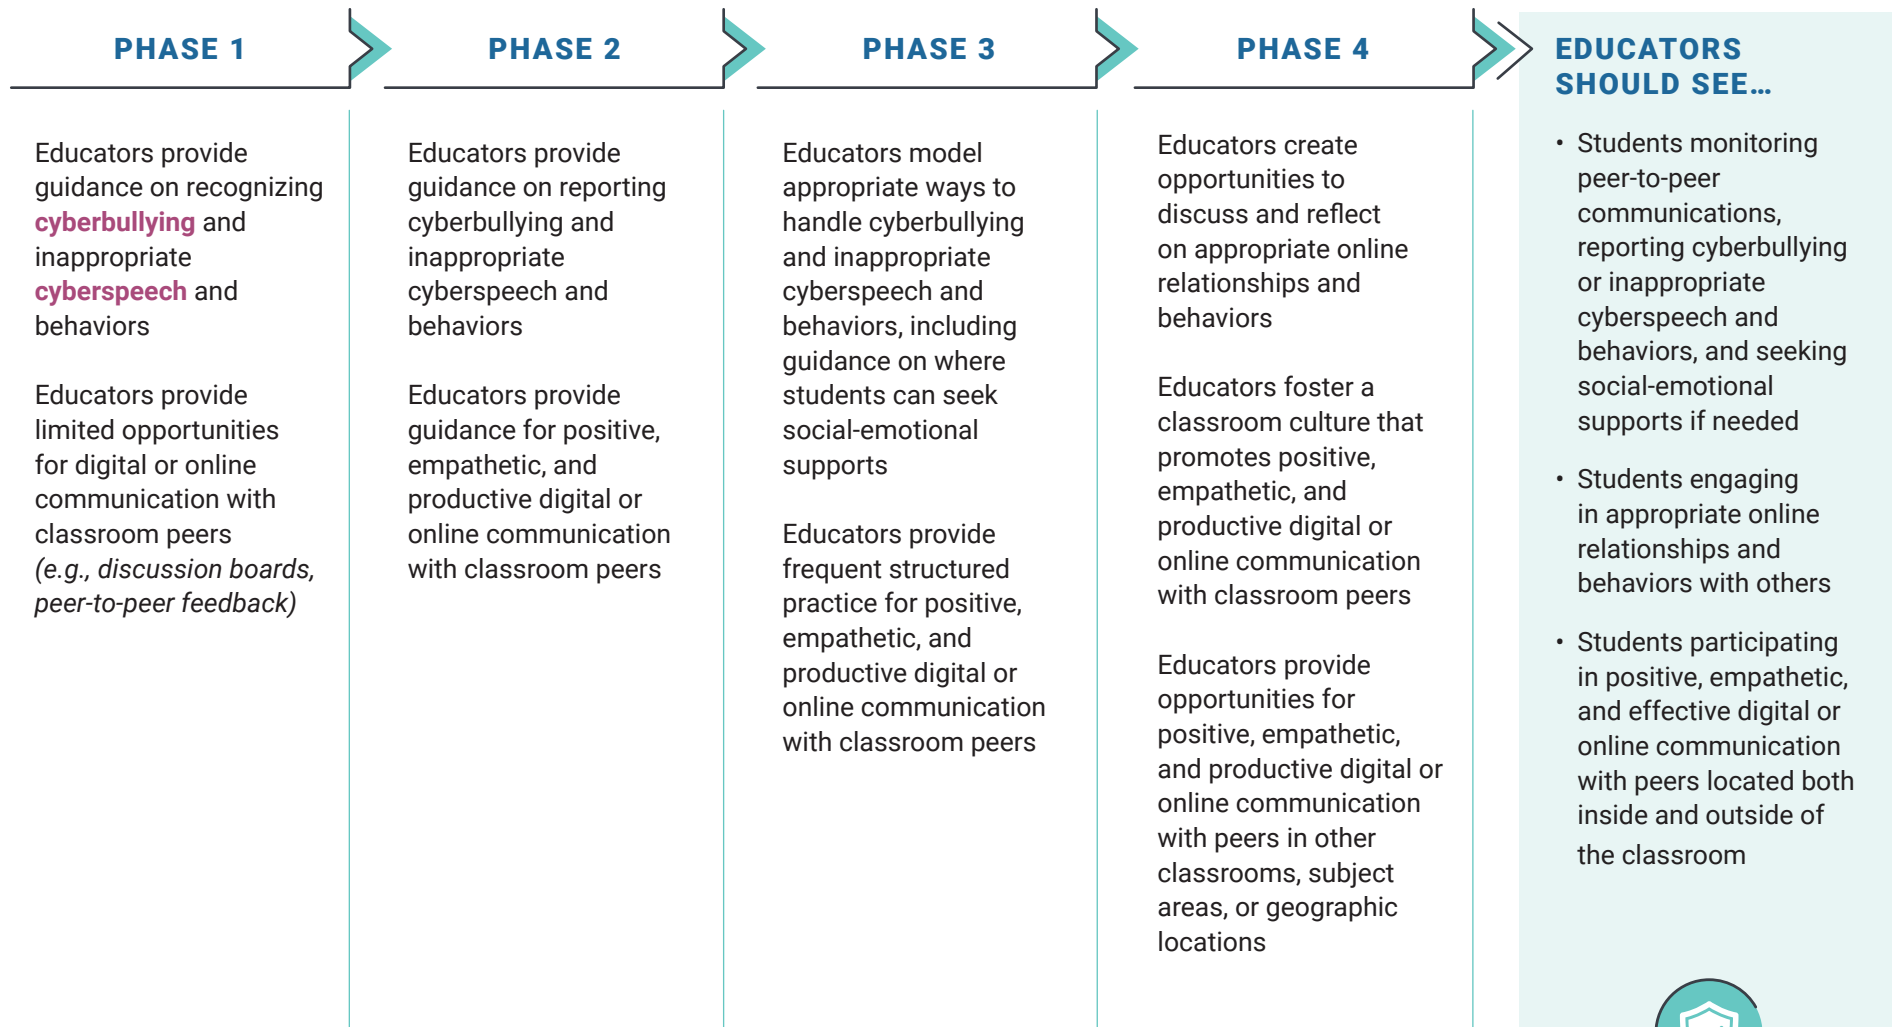 PHASE 1
Educators provide
guidance on recognizing
cyberbullying and
inappropriate
cyberspeech and
behaviors
Educators provide
limited opportunities
for digital or online
communication with
classroom peers
(e.g., discussion boards,
peer-to-peer feedback)
PHASE 2
Educators provide
guidance on reporting
cyberbullying and
inappropriate
cyberspeech and
behaviors
Educators provide
guidance for positive,
empathetic, and
productive digital or
online communication
with classroom peers
PHASE 3
Educators model
appropriate ways to
handle cyberbullying
and inappropriate
cyberspeech and
behaviors, including
guidance on where
students can seek
social-emotional
supports
Educators provide
frequent structured
practice for positive,
empathetic, and
productive digital or
online communication
with classroom peers
PHASE 4
Educators create
opportunities to
discuss and reflect
on appropriate online
relationships and
behaviors
Educators foster a
classroom culture that
promotes positive,
empathetic, and
productive digital or
online communication
with classroom peers
Educators provide
opportunities for
positive, empathetic,
and productive digital or
online communication
with peers in other
classrooms, subject
areas, or geographic
locations
EDUCATORS
SHOULD SEE…
• Students monitoring
peer-to-peer
communications,
reporting cyberbullying
or inappropriate
cyberspeech and
behaviors, and seeking
social-emotional
supports if needed
• Students engaging
in appropriate online
relationships and
behaviors with others
• Students participating
in positive, empathetic,
and effective digital or
online communication
with peers located both
inside and outside of
the classroom